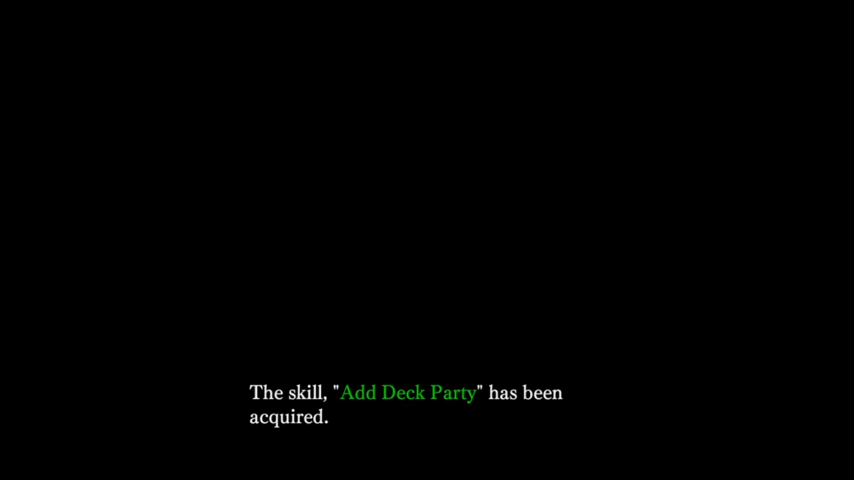 The skill, "Add Deck Party" has been
acquired.